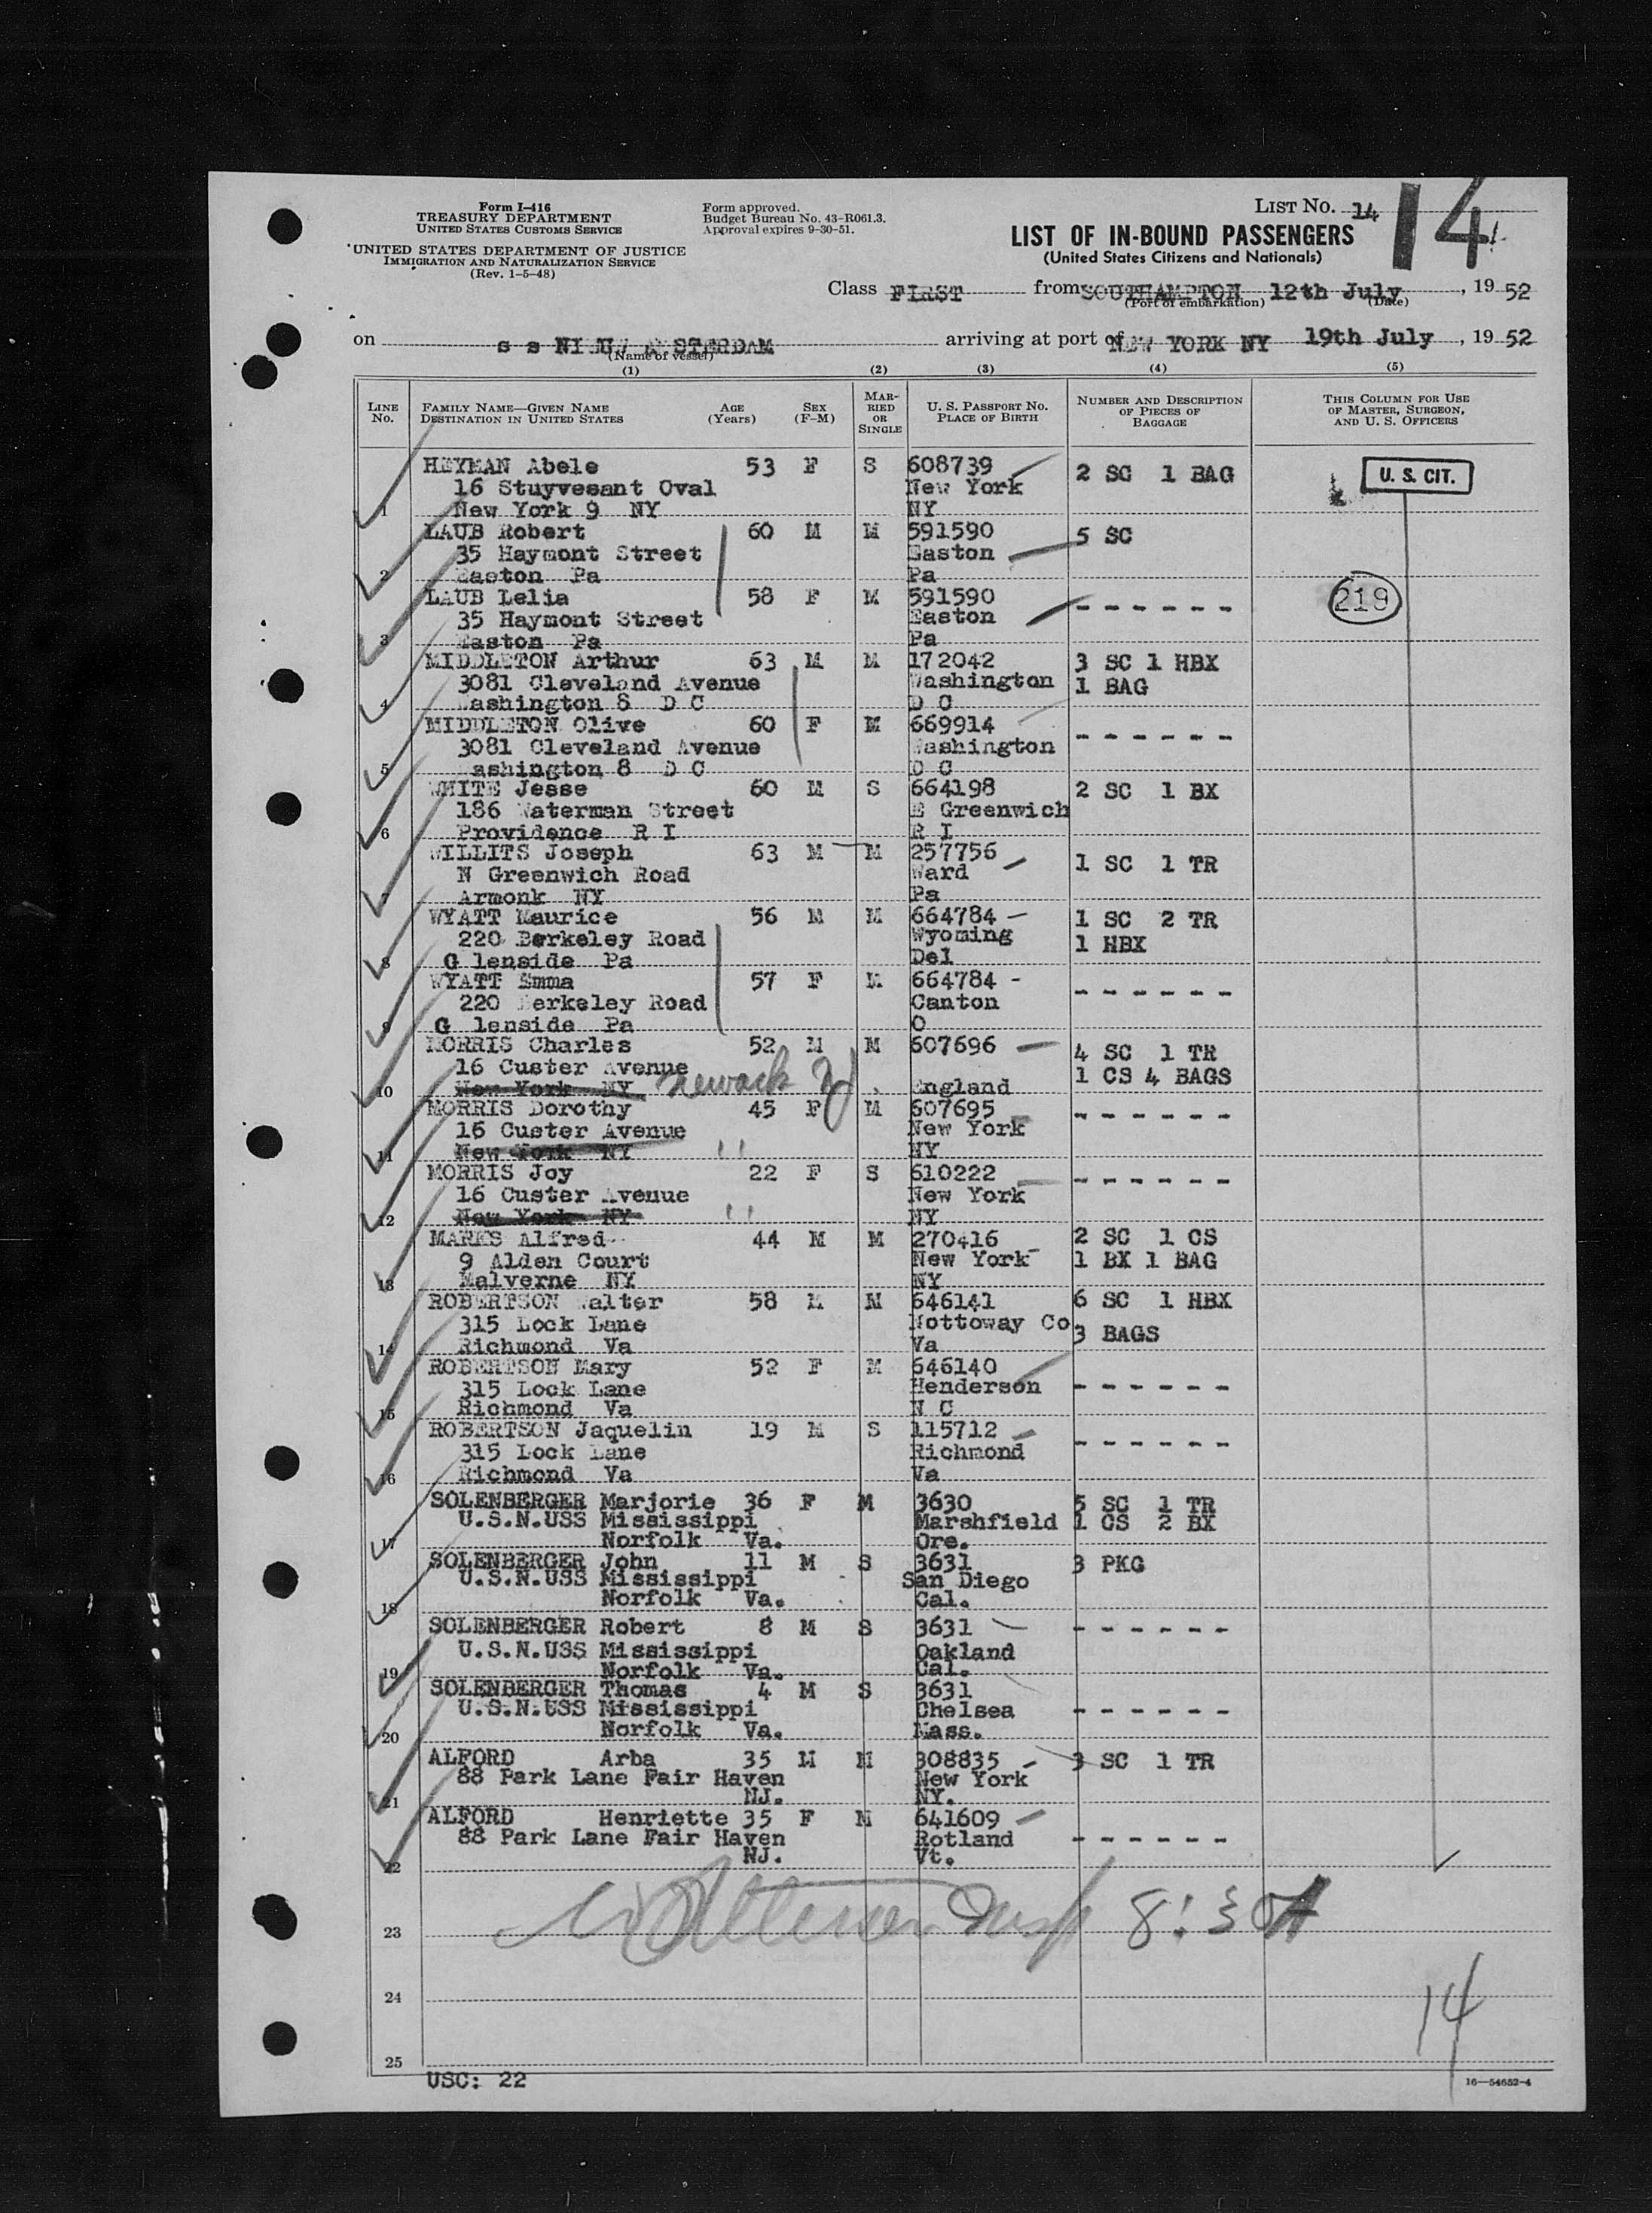 Form I-416
TREASURY DEPARTMENT
UNITED STATES CUSTOMS SERVICE
UNITED STATES DEPARTMENT OF JUSTICE
IMMIGRATION AND NATURALIZATION SERVICE
(Rev. 1-5-48)
Form approved.
Budget Bureau No. 43-R061.3.
Approval expires 9-30-51.
LIST No. 14
14
LIST OF IN-BOUND PASSENGERS
(United States Citizens and Nationals)
Class FIRST from SOUTHAMPTON 12th July, 19 52
(Port of embarkation) (Date)
on s s NIEUW AMSTERDAM arriving at port of NEW YORK NY 19th July, 19 52
(Name of vessel)
(1) (2) (3) (4) (5)
LINE No. FAMILY NAME—GIVEN NAME DESTINATION IN UNITED STATES AGE (Years) SEX (F-M) MARRIED OR SINGLE U. S. PASSPORT No. PLACE OF BIRTH NUMBER AND DESCRIPTION OF PIECES OF BAGGAGE THIS COLUMN FOR USE OF MASTER, SURGEON, AND U. S. OFFICERS
HEYMAN Abele 53 F S 608739 2 SC 1 BAG U. S. CIT.
16 Stuyvesant Oval New York
1 New York 9 NY NY
LAUB Robert 60 M M 591590 5 SC
35 Haymont Street Easton
2 Easton Pa Pa
LAUB Lelia 58 F M 591590 - - - - - - 219
35 Haymont Street Easton
3 Easton Pa Pa
MIDDLETON Arthur 63 M M 172042 3 SC 1 HBX
3081 Cleveland Avenue Washington 1 BAG
4 Washington 8 D C D C
MIDDLETON Olive 60 F M 669914 - - - - - -
3081 Cleveland Avenue Washington
5 Washington 8 D C D C
WHITE Jesse 60 M S 664198 2 SC 1 BX
186 Waterman Street E Greenwich
6 Providence R I R I
WILLITS Joseph 63 M M 257756 1 SC 1 TR
N Greenwich Road Ward
7 Armonk NY Pa
WYATT Maurice 56 M M 664784 1 SC 2 TR
220 Berkeley Road Wyoming 1 HBX
8 G lenside Pa Del
WYATT Emma 57 F M 664784 - - - - - -
220 Berkeley Road Canton
9 G lenside Pa O
MORRIS Charles 52 M M 607696 4 SC 1 TR
16 Custer Avenue 1 CS 4 BAGS
10 New York NY Newark NJ England
MORRIS Dorothy 45 F M 607695 - - - - - -
16 Custer Avenue New York
11 New York NY " NY
MORRIS Joy 22 F S 610222 - - - - - -
16 Custer Avenue New York
12 New York NY " NY
MARKS Alfred 44 M M 270416 2 SC 1 CS
9 Alden Court New York 1 BX 1 BAG
13 Malverne NY NY
ROBERTSON Walter 58 M M 646141 6 SC 1 HBX
315 Lock Lane Nottoway Co 3 BAGS
14 Richmond Va Va
ROBERTSON Mary 52 F M 646140 - - - - - -
315 Lock Lane Henderson
15 Richmond Va N C
ROBERTSON Jaquelin 19 M S 115712 - - - - - -
315 Lock Lane Richmond
16 Richmond Va Va
SOLENBERGER Marjorie 36 F M 3630 5 SC 1 TR
U.S.N.USS Mississippi Marshfield 1 CS 2 BX
17 Norfolk Va. Ore.
SOLENBERGER John 11 M S 3631 3 PKG
U.S.N.USS Mississippi San Diego
18 Norfolk Va. Cal.
SOLENBERGER Robert 8 M S 3631 - - - - - -
U.S.N.USS Mississippi Oakland
19 Norfolk Va. Cal.
SOLENBERGER Thomas 4 M S 3631
U.S.N.USS Mississippi Chelsea - - - - - -
20 Norfolk Va. Mass.
ALFORD Arba 35 M M 308835 3 SC 1 TR
88 Park Lane Fair Haven New York
21 NJ. NY.
ALFORD Henriette 35 F M 641609
88 Park Lane Fair Haven Rotland - - - - - -
22 NJ. Vt.
23 Insp 8:30 A
24
14
25
USC: 22
16—54652-4